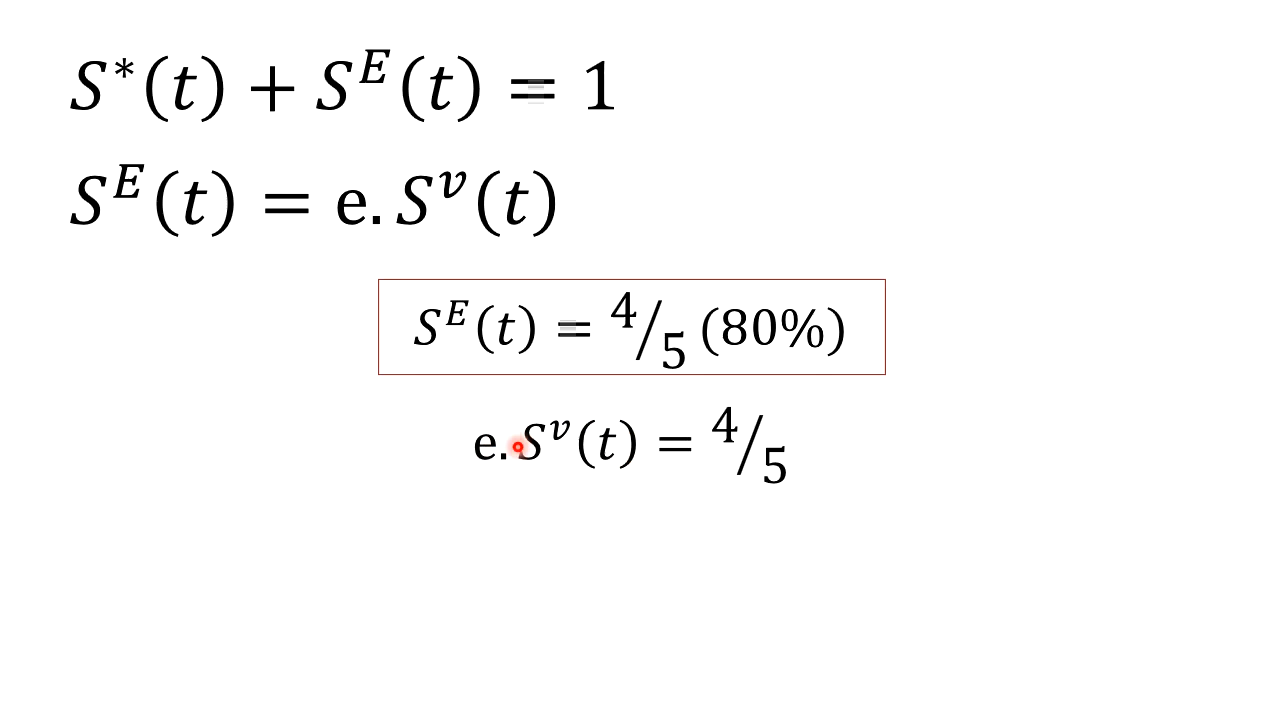 S*(t) + S^E(t) = 1
S^E(t) = e. S^v(t)
S^E(t) = 4/5 (80%)
e. S^v(t) = 4/5